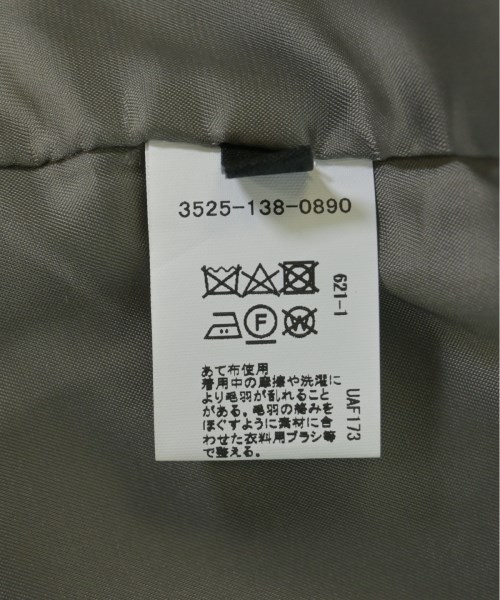 3525-138-0890
F W
621-1
あて布使用
着用中の摩擦や洗濯に
より毛羽が乱れること
がある。毛羽の絡みを
ほぐすように素材に合
わせた衣料用ブラシ等
で整える。
UAF173